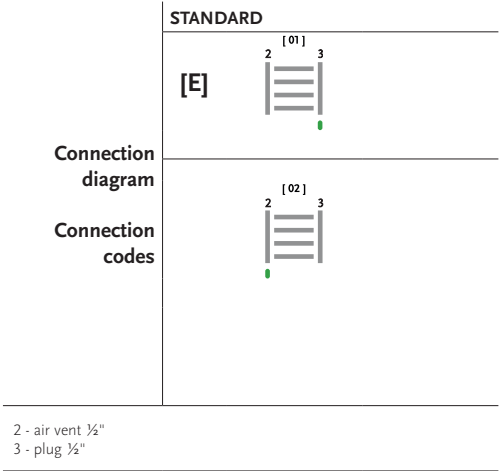 STANDARD
[ 01 ]
2 3
[E]
Connection
diagram
[ 02 ]
2 3
Connection
codes
2 - air vent ½"
3 - plug ½"